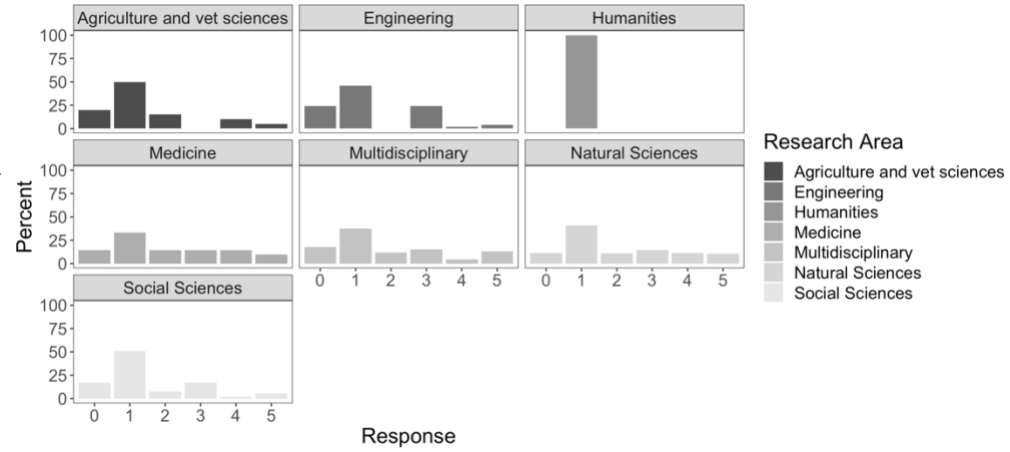 Agriculture and vet sciences
Engineering
Humanities
100
75
50
25
0
Medicine
Multidisciplinary
Natural Sciences
100
75
50
25
0
0 1 2 3 4 5
0 1 2 3 4 5
Social Sciences
100
75
50
25
0
0 1 2 3 4 5
Percent
Response
Research Area
Agriculture and vet sciences
Engineering
Humanities
Medicine
Multidisciplinary
Natural Sciences
Social Sciences